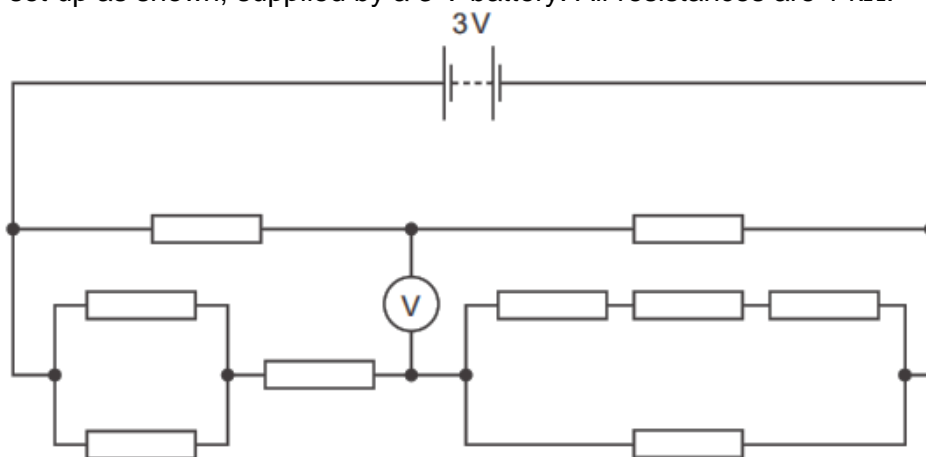 set up as shown, supplied by a 3 V battery. All resistances are 1 kΩ.
3V
V